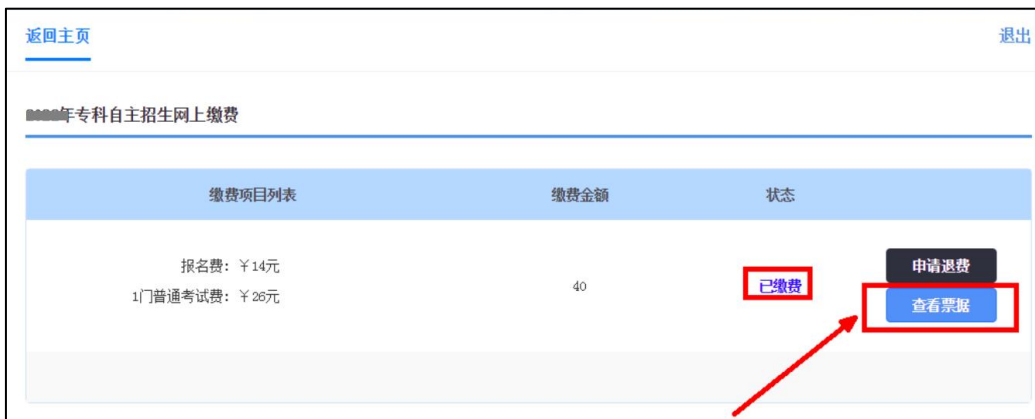 返回主页
退出
年专科自主招生网上缴费
缴费项目列表 缴费金额 状态
报名费：￥14元
1门普通考试费：￥26元
40
已缴费
申请退费
查看票据